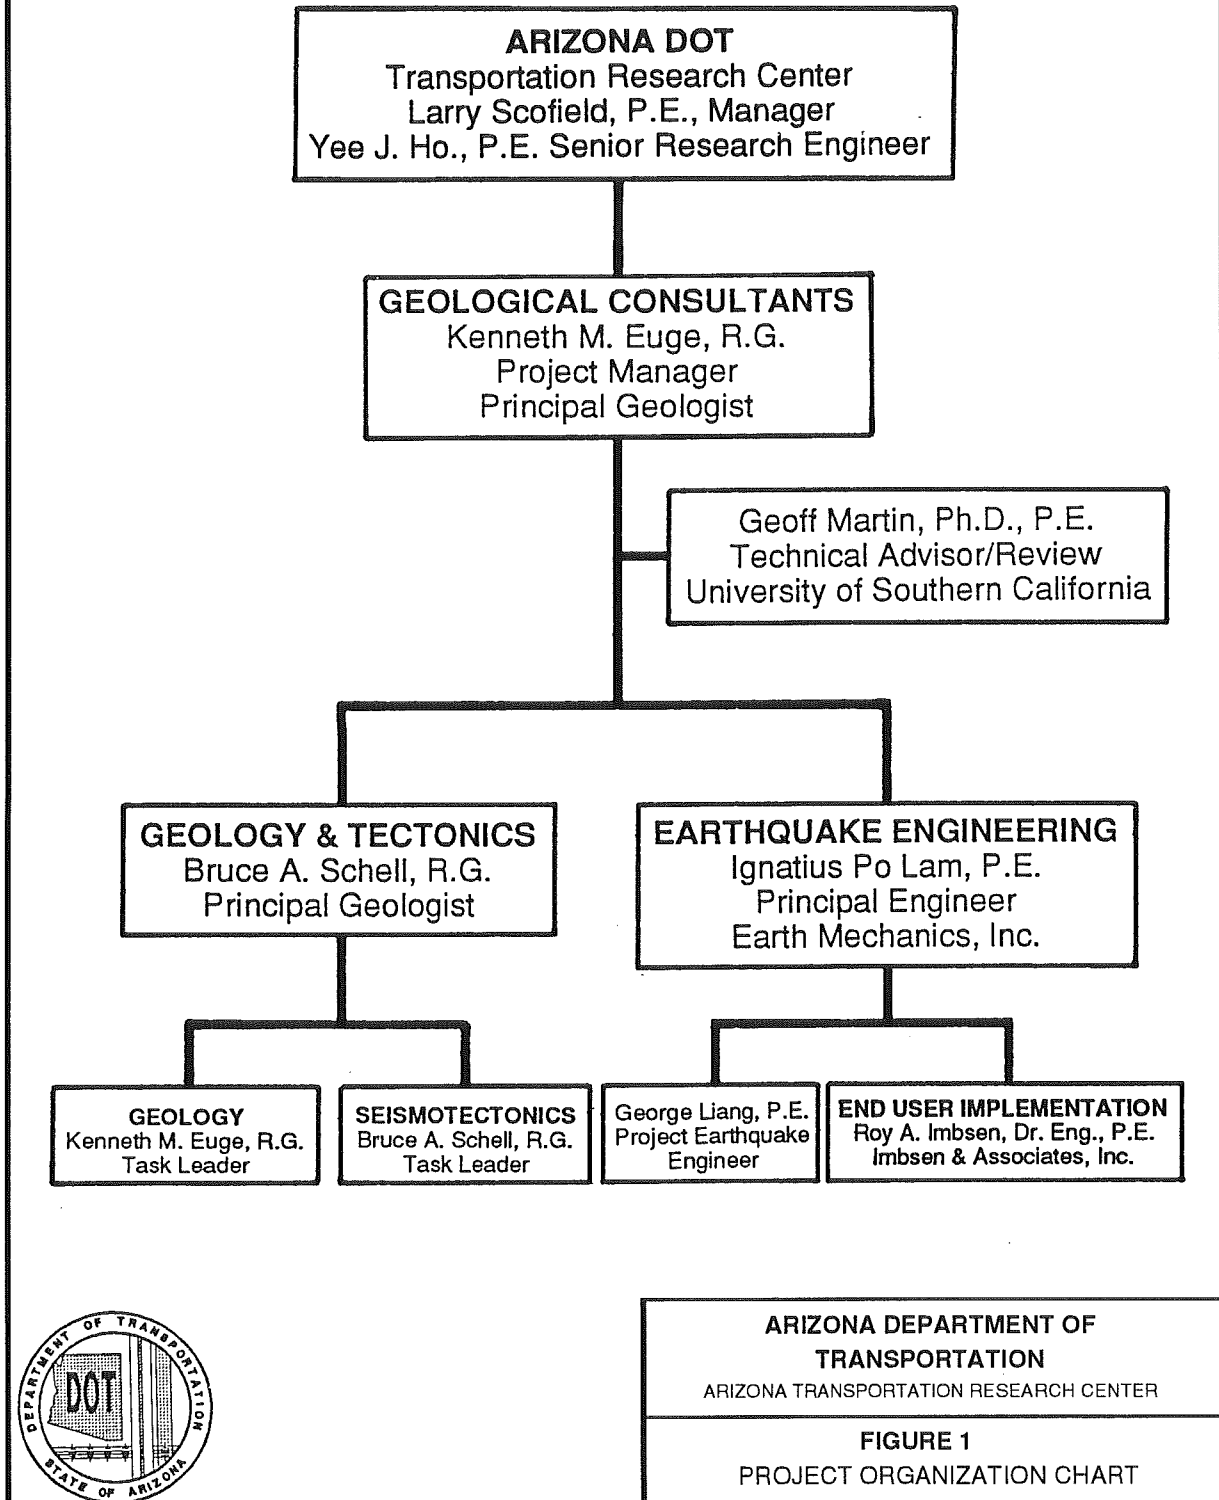 ARIZONA DOT
Transportation Research Center
Larry Scofield, P.E., Manager
Yee J. Ho., P.E. Senior Research Engineer
GEOLOGICAL CONSULTANTS
Kenneth M. Euge, R.G.
Project Manager
Principal Geologist
Geoff Martin, Ph.D., P.E.
Technical Advisor/Review
University of Southern California
GEOLOGY & TECTONICS
Bruce A. Schell, R.G.
Principal Geologist
EARTHQUAKE ENGINEERING
Ignatius Po Lam, P.E.
Principal Engineer
Earth Mechanics, Inc.
GEOLOGY
Kenneth M. Euge, R.G.
Task Leader
SEISMOTECTONICS
Bruce A. Schell, R.G.
Task Leader
George Liang, P.E.
Project Earthquake
Engineer
END USER IMPLEMENTATION
Roy A. Imbsen, Dr. Eng., P.E.
Imbsen & Associates, Inc.
DEPARTMENT OF TRANSPORTATION
DOT
STATE OF ARIZONA
ARIZONA DEPARTMENT OF
TRANSPORTATION
ARIZONA TRANSPORTATION RESEARCH CENTER
FIGURE 1
PROJECT ORGANIZATION CHART